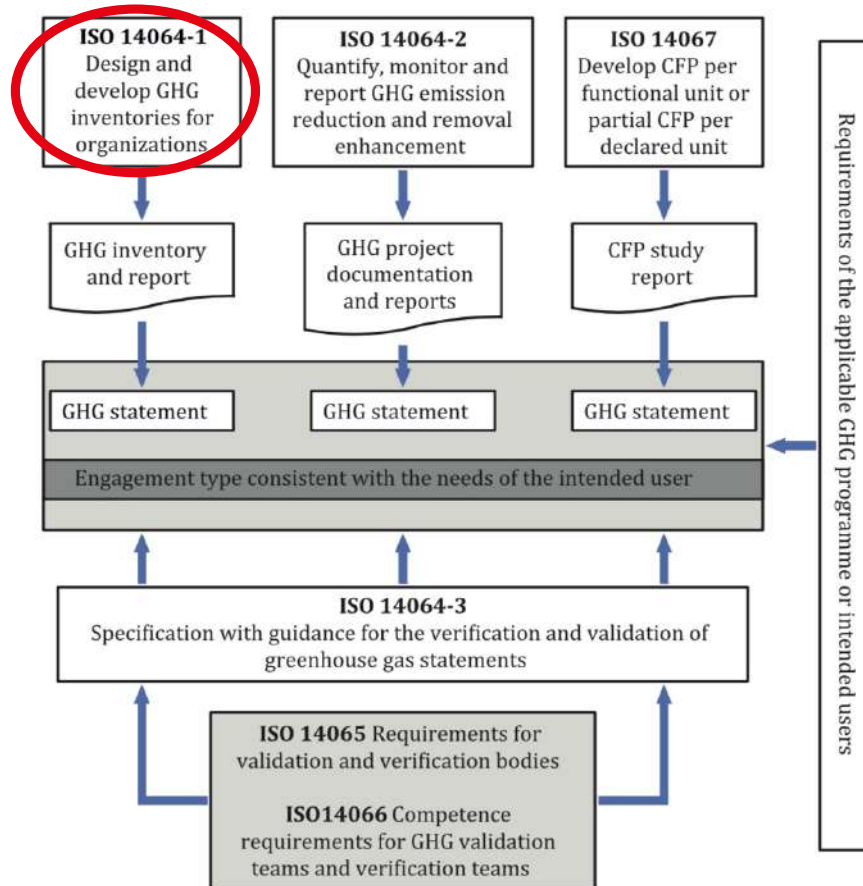 ISO 14064-1
Design and
develop GHG
inventories for
organizations
ISO 14064-2
Quantify, monitor and
report GHG emission
reduction and removal
enhancement
ISO 14067
Develop CFP per
functional unit or
partial CFP per
declared unit
GHG inventory
and report
GHG project
documentation
and reports
CFP study
report
GHG statement
GHG statement
GHG statement
Engagement type consistent with the needs of the intended user
ISO 14064-3
Specification with guidance for the verification and validation of
greenhouse gas statements
ISO 14065 Requirements for
validation and verification bodies
ISO14066 Competence
requirements for GHG validation
teams and verification teams
Requirements of the applicable GHG programme or intended users